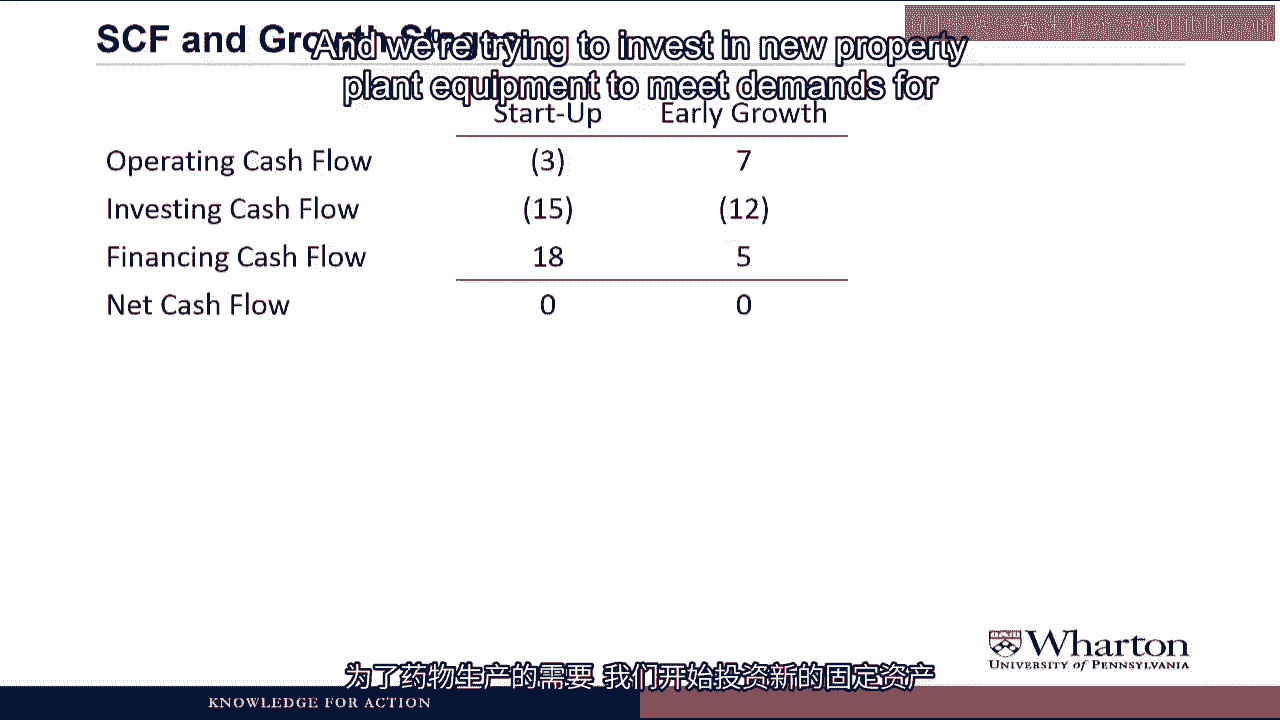 SCF and Growth Stages
And we're trying to invest in new property
plant equipment to meet demands for
Start-Up Early Growth
Operating Cash Flow (3) 7
Investing Cash Flow (15) (12)
Financing Cash Flow 18 5
Net Cash Flow 0 0
Wharton
UNIVERSITY of PENNSYLVANIA
为了药物生产的需要 我们开始投资新的固定资产
KNOWLEDGE FOR ACTION